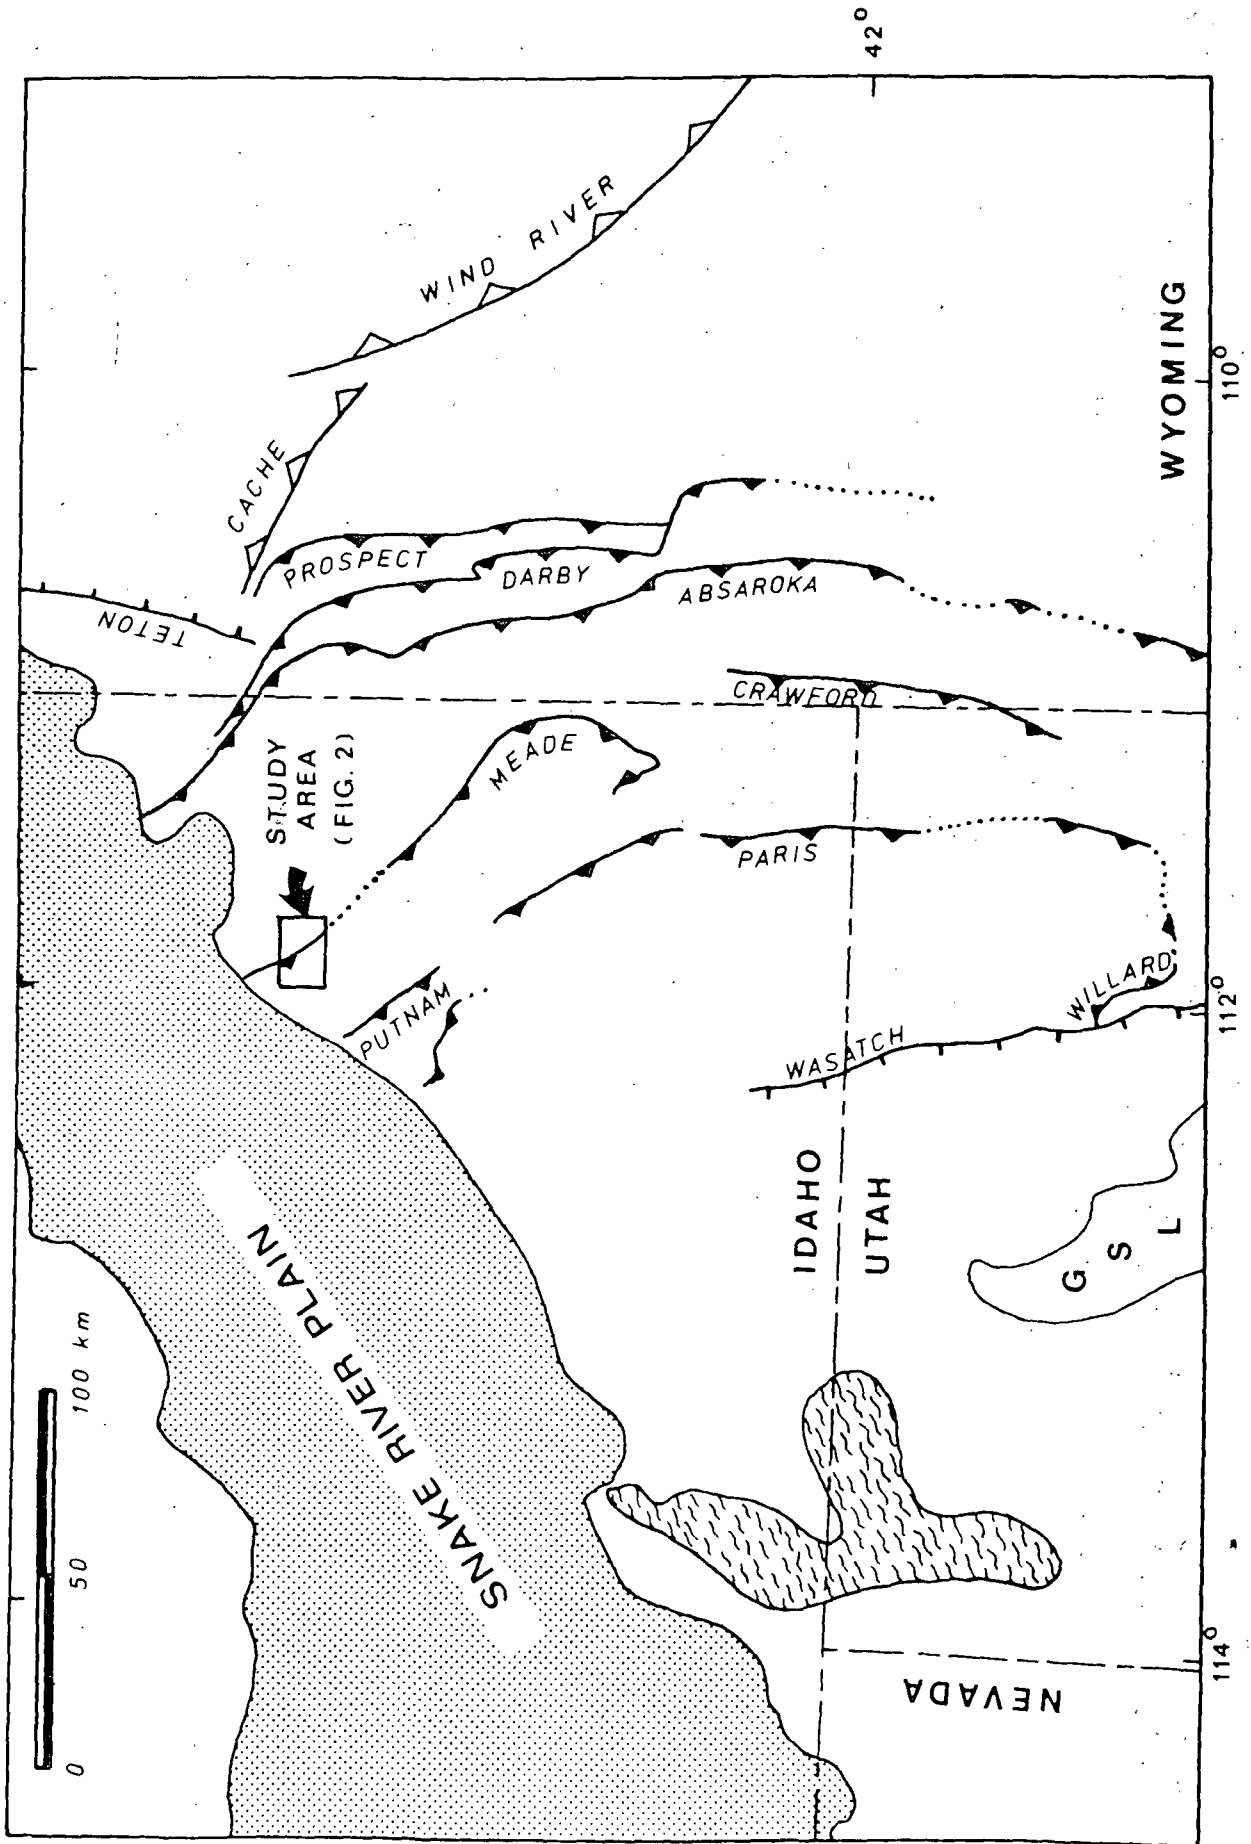 42°
WIND RIVER
CACHE
WYOMING
110°
PROSPECT
DARBY
ABSAROKA
TETON
CRAWFORD
STUDY
AREA
(FIG. 2)
MEADE
PARIS
PUTNAM
WILLARD
WASATCH
112°
IDAHO
UTAH
G S L
SNAKE RIVER PLAIN
0 50 100 km
NEVADA
114°